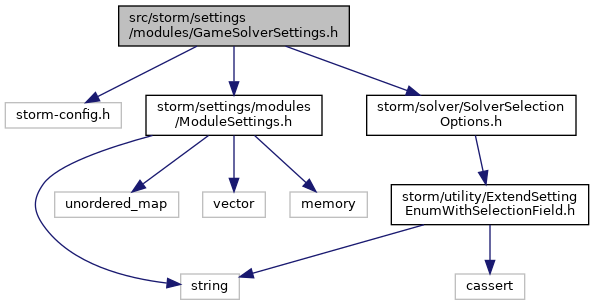 src/storm/settings
/modules/GameSolverSettings.h
storm-config.h
storm/settings/modules
/ModuleSettings.h
storm/solver/SolverSelection
Options.h
unordered_map
vector
memory
storm/utility/ExtendSetting
EnumWithSelectionField.h
string
cassert